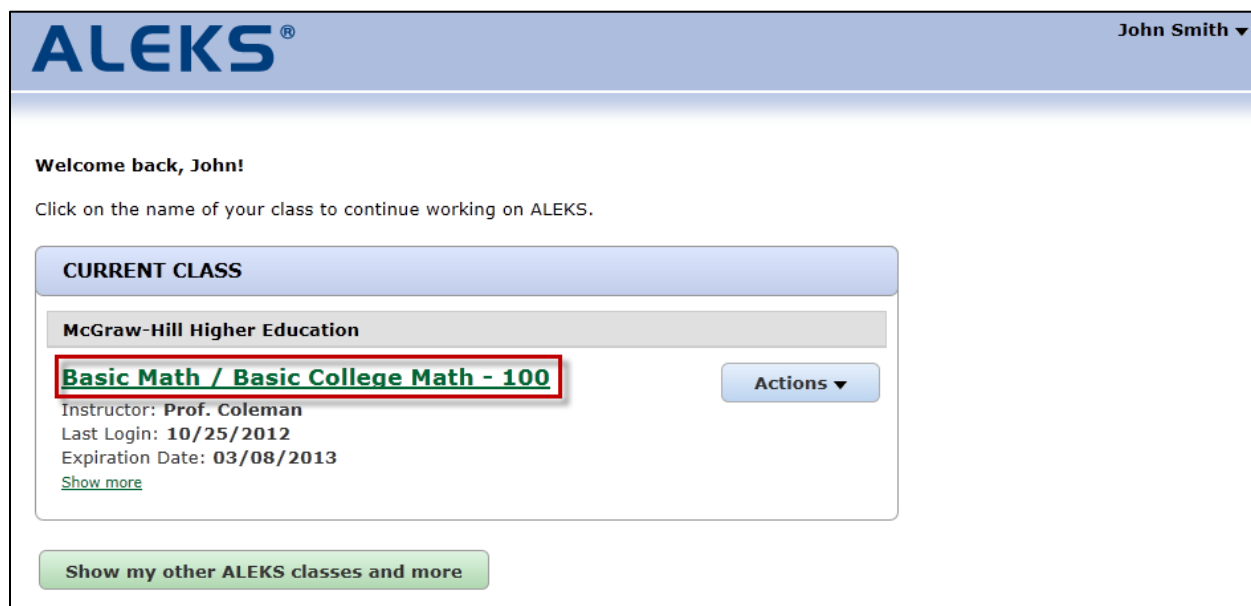 ALEKS®
John Smith ▼
Welcome back, John!
Click on the name of your class to continue working on ALEKS.
CURRENT CLASS
McGraw-Hill Higher Education
Basic Math / Basic College Math - 100
Actions ▼
Instructor: Prof. Coleman
Last Login: 10/25/2012
Expiration Date: 03/08/2013
Show more
Show my other ALEKS classes and more